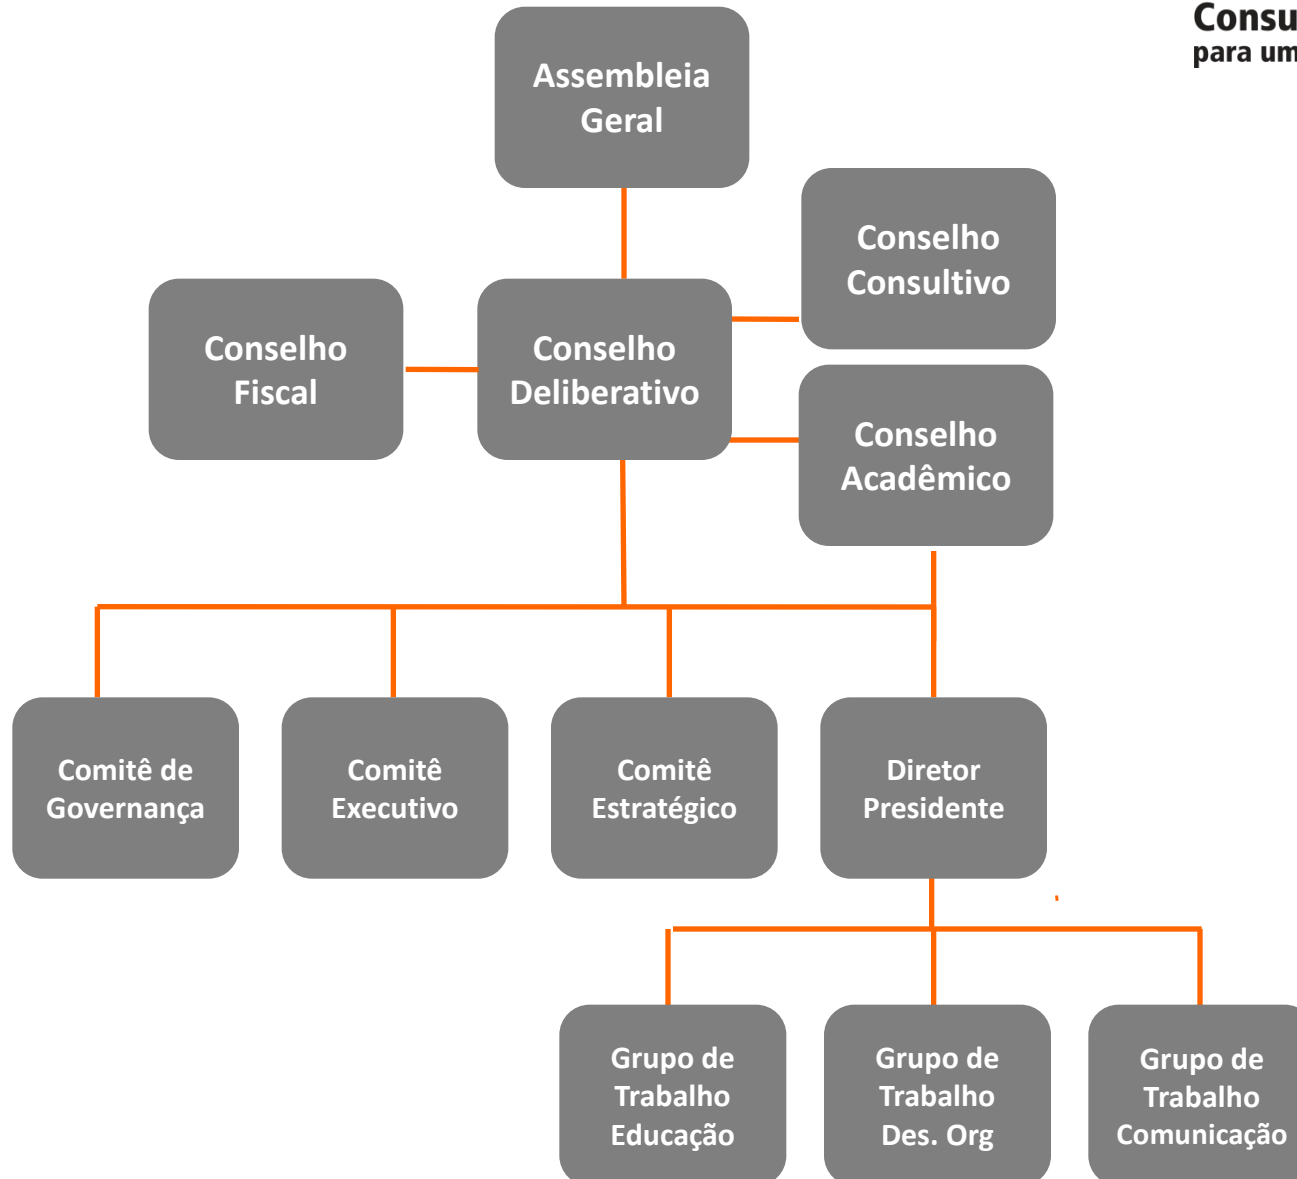 Consu
para um
Assembleia
Geral
Conselho
Consultivo
Conselho
Fiscal
Conselho
Deliberativo
Conselho
Acadêmico
Comitê de
Governança
Comitê
Executivo
Comitê
Estratégico
Diretor
Presidente
Grupo de
Trabalho
Educação
Grupo de
Trabalho
Des. Org
Grupo de
Trabalho
Comunicação